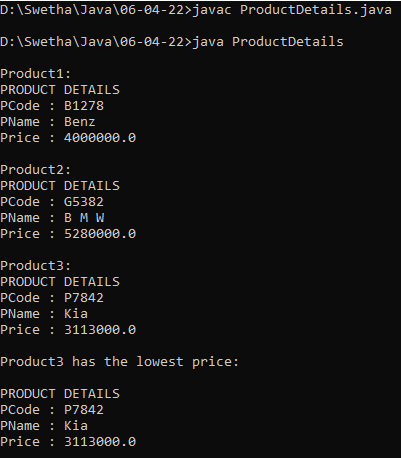 D:\Swetha\Java\06-04-22>javac ProductDetails.java
D:\Swetha\Java\06-04-22>java ProductDetails
Product1:
PRODUCT DETAILS
PCode : B1278
PName : Benz
Price : 4000000.0
Product2:
PRODUCT DETAILS
PCode : G5382
PName : B M W
Price : 5280000.0
Product3:
PRODUCT DETAILS
PCode : P7842
PName : Kia
Price : 3113000.0
Product3 has the lowest price:
PRODUCT DETAILS
PCode : P7842
PName : Kia
Price : 3113000.0